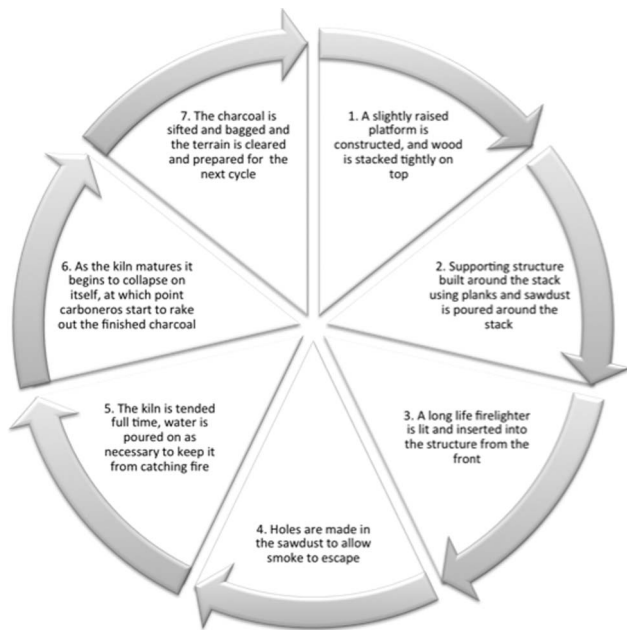 1. A slightly raised
platform is
constructed, and wood
is stacked tightly on
top
2. Supporting structure
built around the stack
using planks and sawdust
is poured around the
stack
3. A long life firelighter
is lit and inserted into
the structure from the
front
4. Holes are made in
the sawdust to allow
smoke to escape
5. The kiln is tended
full time, water is
poured on as
necessary to keep it
from catching fire
6. As the kiln matures it
begins to collapse on
itself, at which point
carboneros start to rake
out the finished charcoal
7. The charcoal is
sifted and bagged and
the terrain is cleared
and prepared for the
next cycle